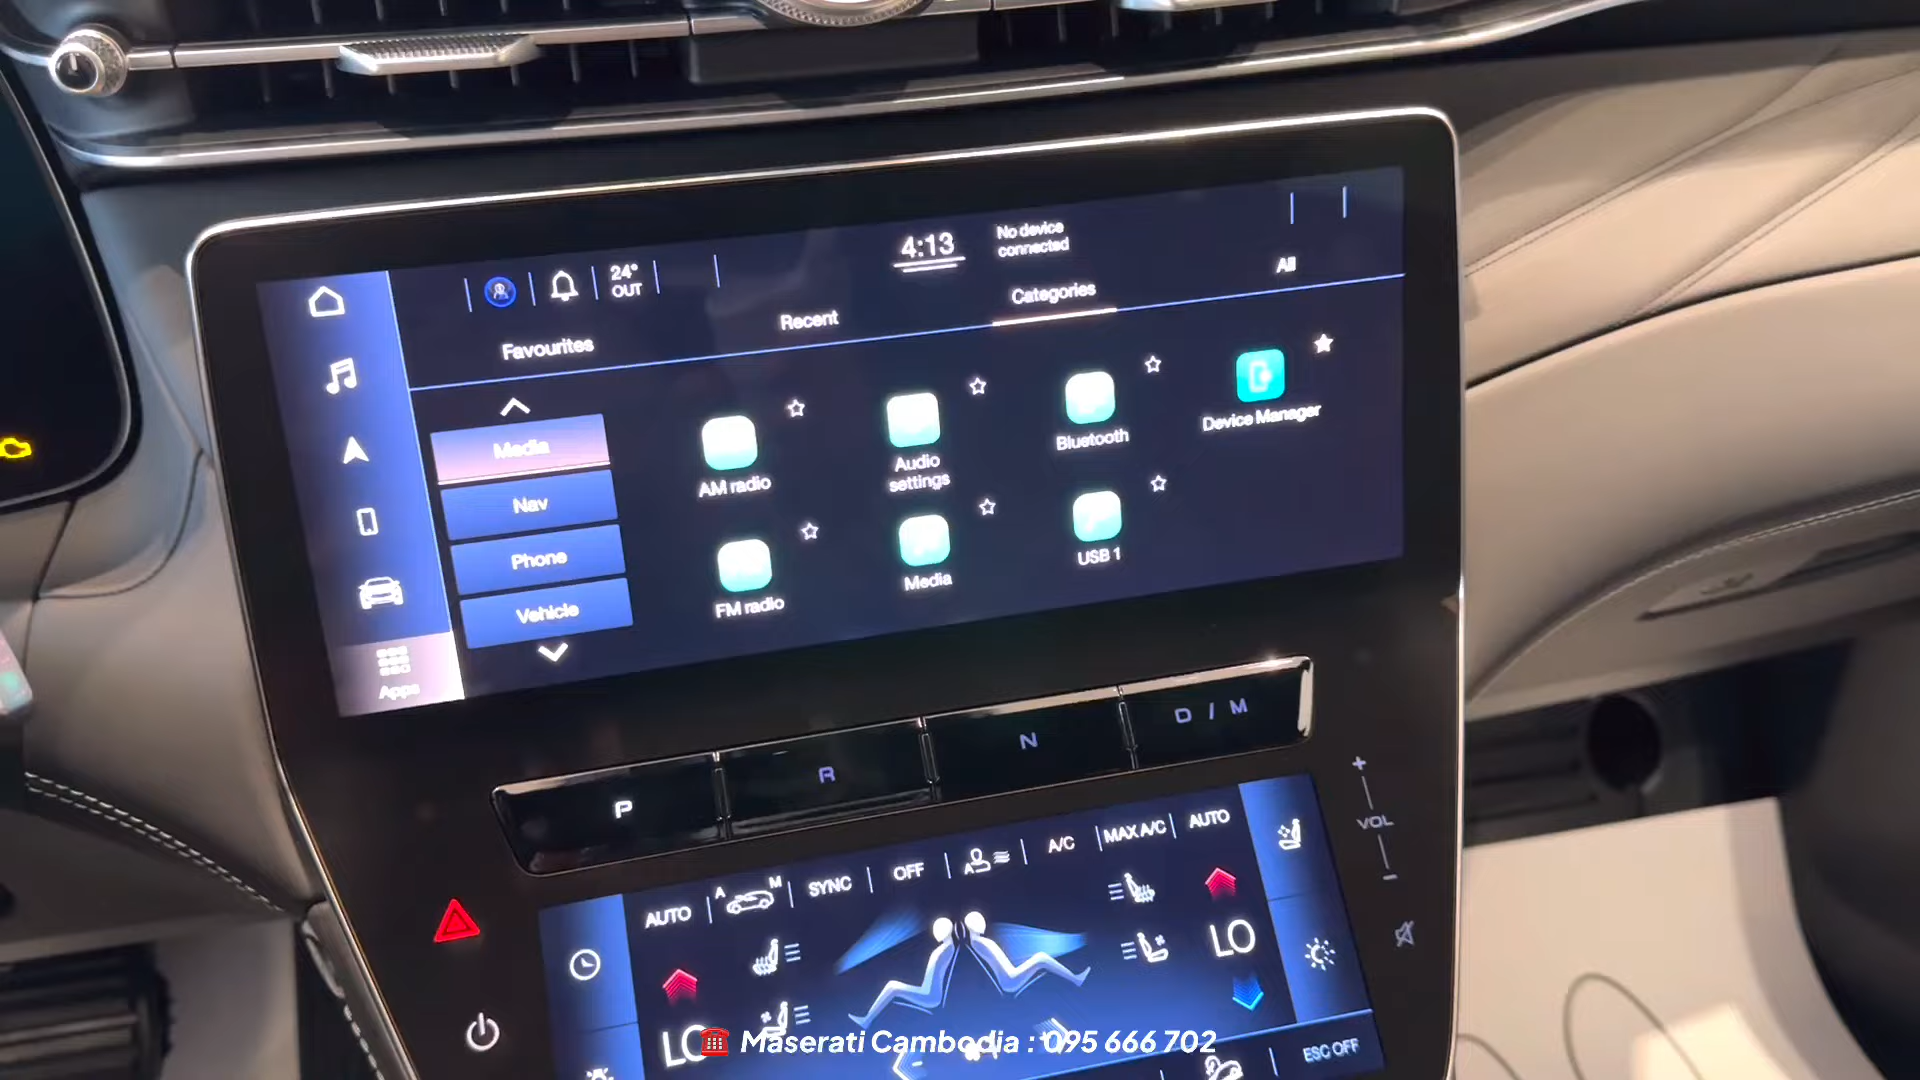 4:13
No device
connected
24°
OUT
All
Categories
Recent
Favourites
Media
Nav
Phone
Vehicle
Apps
AM radio
Audio
settings
Bluetooth
Device Manager
FM radio
Media
USB 1
P
R
N
D / M
+
VOL
-
AUTO
A
M
SYNC
OFF
A
A/C
MAX A/C
AUTO
LO
LO
Maserati Cambodia : 095 666 702
ESC OFF